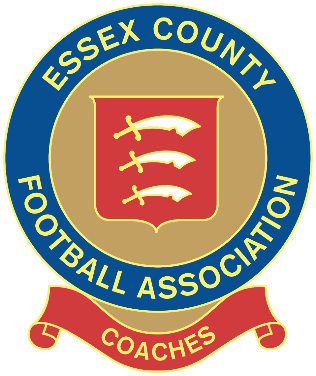 ESSEX COUNTY
FOOTBALL ASSOCIATION
COACHES